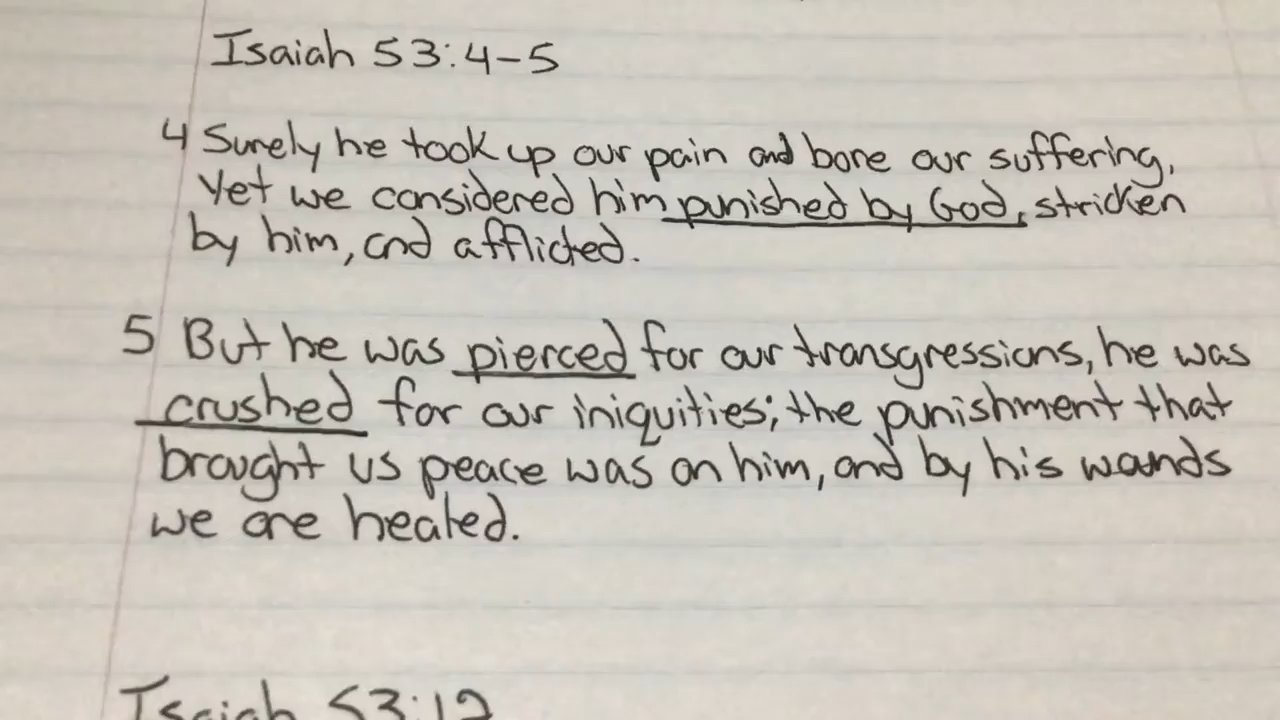 Isaiah 53:4-5
4 Surely he took up our pain and bore our suffering,
Yet we considered him punished by God, stricken
by him, and afflicted.
5 But he was pierced for our transgressions, he was
crushed for our iniquities; the punishment that
brought us peace was on him, and by his wounds
we are healed.
Isaiah 53:12